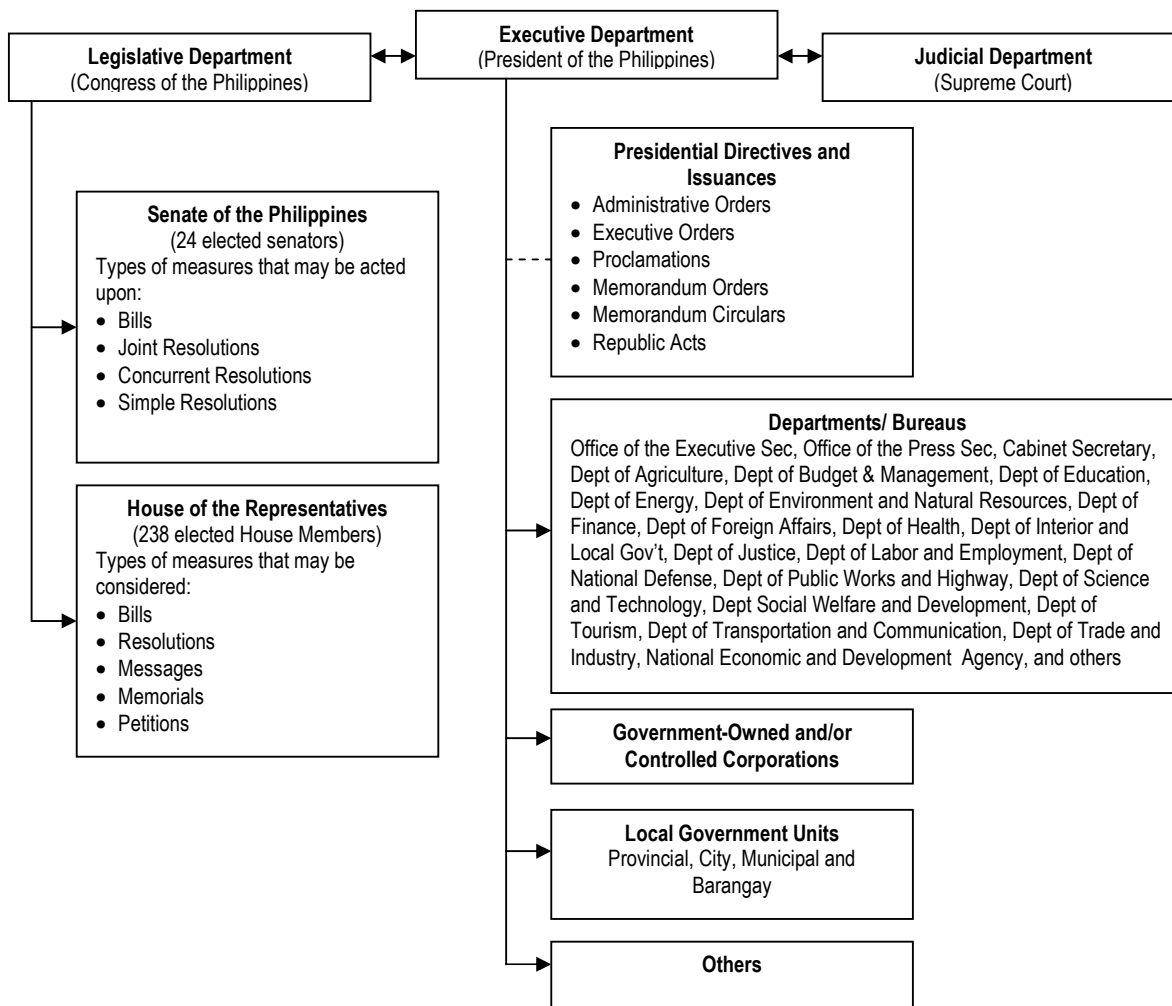 Legislative Department
(Congress of the Philippines)
Executive Department
(President of the Philippines)
Judicial Department
(Supreme Court)
Senate of the Philippines
(24 elected senators)
Types of measures that may be acted
upon:
• Bills
• Joint Resolutions
• Concurrent Resolutions
• Simple Resolutions
House of the Representatives
(238 elected House Members)
Types of measures that may be
considered:
• Bills
• Resolutions
• Messages
• Memorials
• Petitions
Presidential Directives and
Issuances
• Administrative Orders
• Executive Orders
• Proclamations
• Memorandum Orders
• Memorandum Circulars
• Republic Acts
Departments/ Bureaus
Office of the Executive Sec, Office of the Press Sec, Cabinet Secretary,
Dept of Agriculture, Dept of Budget & Management, Dept of Education,
Dept of Energy, Dept of Environment and Natural Resources, Dept of
Finance, Dept of Foreign Affairs, Dept of Health, Dept of Interior and
Local Gov't, Dept of Justice, Dept of Labor and Employment, Dept of
National Defense, Dept of Public Works and Highway, Dept of Science
and Technology, Dept Social Welfare and Development, Dept of
Tourism, Dept of Transportation and Communication, Dept of Trade and
Industry, National Economic and Development Agency, and others
Government-Owned and/or
Controlled Corporations
Local Government Units
Provincial, City, Municipal and
Barangay
Others